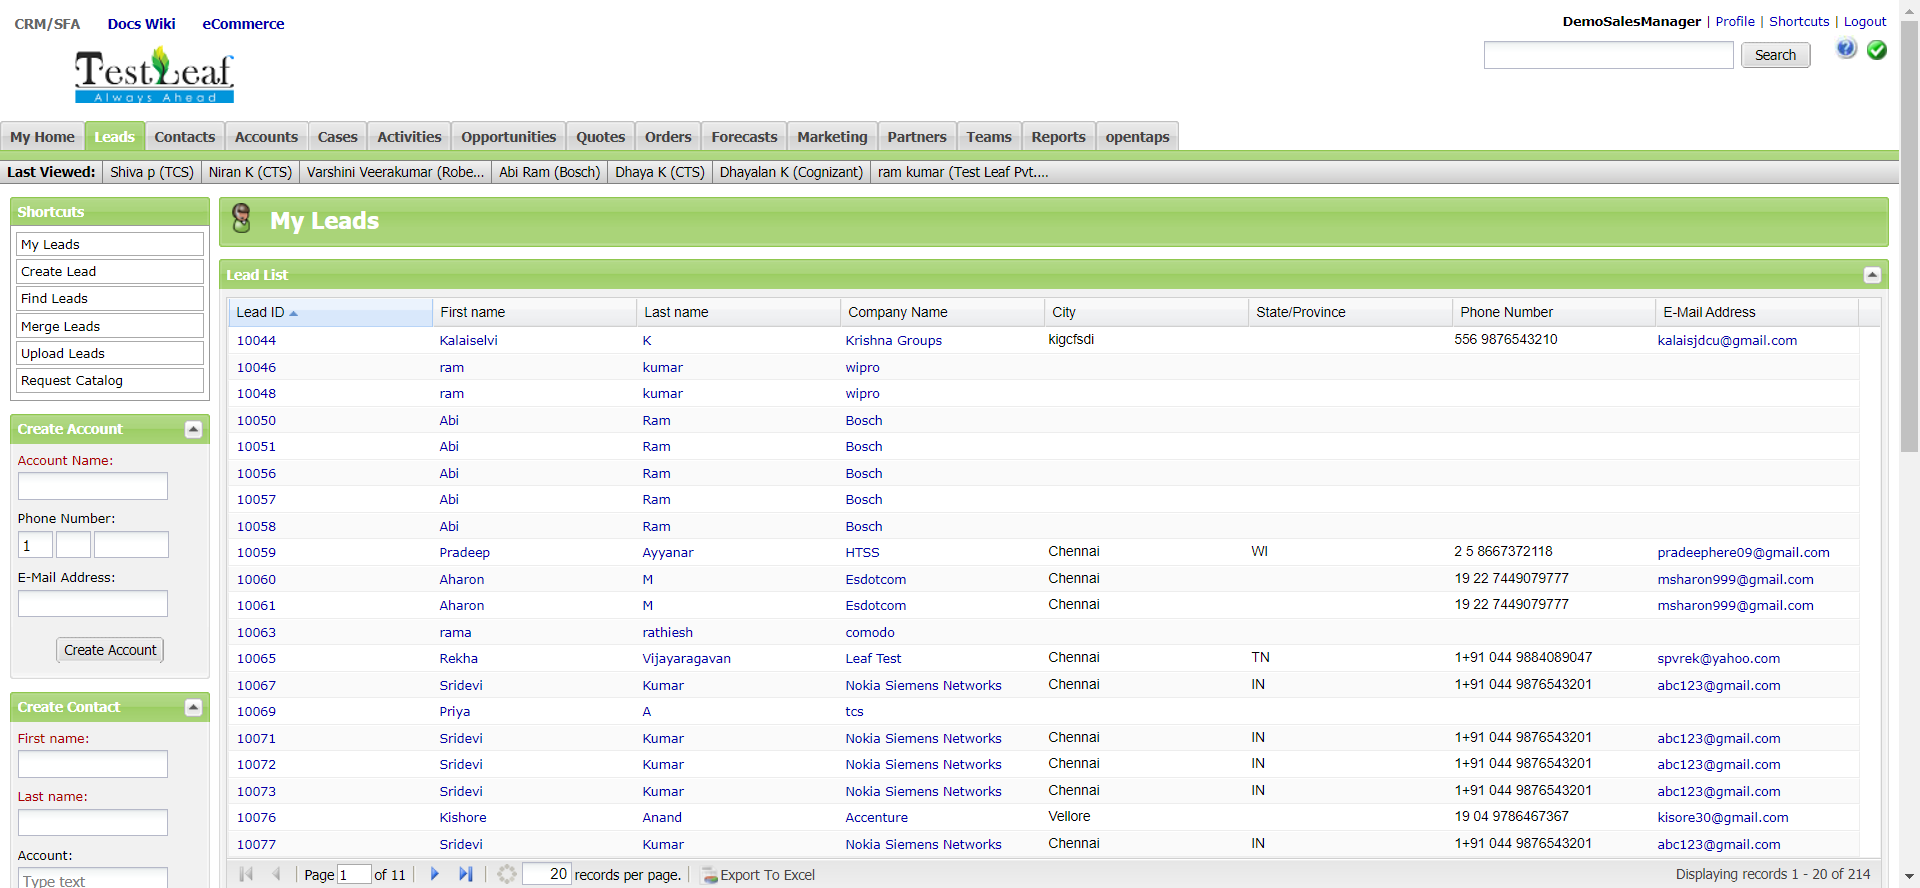 CRM/SFA Docs Wiki eCommerce
DemoSalesManager | Profile | Shortcuts | Logout
Search
TestLeaf
Always Ahead
My Home Leads Contacts Accounts Cases Activities Opportunities Quotes Orders Forecasts Marketing Partners Teams Reports opentaps
Last Viewed: Shiva p (TCS) Niran K (CTS) Varshini Veerakumar (Robe... Abi Ram (Bosch) Dhaya K (CTS) Dhayalan K (Cognizant) ram kumar (Test Leaf Pvt....
Shortcuts
My Leads
Create Lead
Find Leads
Merge Leads
Upload Leads
Request Catalog
Create Account
Account Name:
Phone Number:
1
E-Mail Address:
Create Account
Create Contact
First name:
Last name:
Account:
Type text
My Leads
Lead List
Lead ID First name Last name Company Name City State/Province Phone Number E-Mail Address
10044 Kalaiselvi K Krishna Groups kigcfsdi 556 9876543210 kalaisjdcu@gmail.com
10046 ram kumar wipro
10048 ram kumar wipro
10050 Abi Ram Bosch
10051 Abi Ram Bosch
10056 Abi Ram Bosch
10057 Abi Ram Bosch
10058 Abi Ram Bosch
10059 Pradeep Ayyanar HTSS Chennai WI 2 5 8667372118 pradeephere09@gmail.com
10060 Aharon M Esdotcom Chennai 19 22 7449079777 msharon999@gmail.com
10061 Aharon M Esdotcom Chennai 19 22 7449079777 msharon999@gmail.com
10063 rama rathiesh comodo
10065 Rekha Vijayaragavan Leaf Test Chennai TN 1+91 044 9884089047 spvrek@yahoo.com
10067 Sridevi Kumar Nokia Siemens Networks Chennai IN 1+91 044 9876543201 abc123@gmail.com
10069 Priya A tcs
10071 Sridevi Kumar Nokia Siemens Networks Chennai IN 1+91 044 9876543201 abc123@gmail.com
10072 Sridevi Kumar Nokia Siemens Networks Chennai IN 1+91 044 9876543201 abc123@gmail.com
10073 Sridevi Kumar Nokia Siemens Networks Chennai IN 1+91 044 9876543201 abc123@gmail.com
10076 Kishore Anand Accenture Vellore 19 04 9786467367 kisore30@gmail.com
10077 Sridevi Kumar Nokia Siemens Networks Chennai IN 1+91 044 9876543201 abc123@gmail.com
Page 1 of 11 20 records per page. Export To Excel Displaying records 1 - 20 of 214